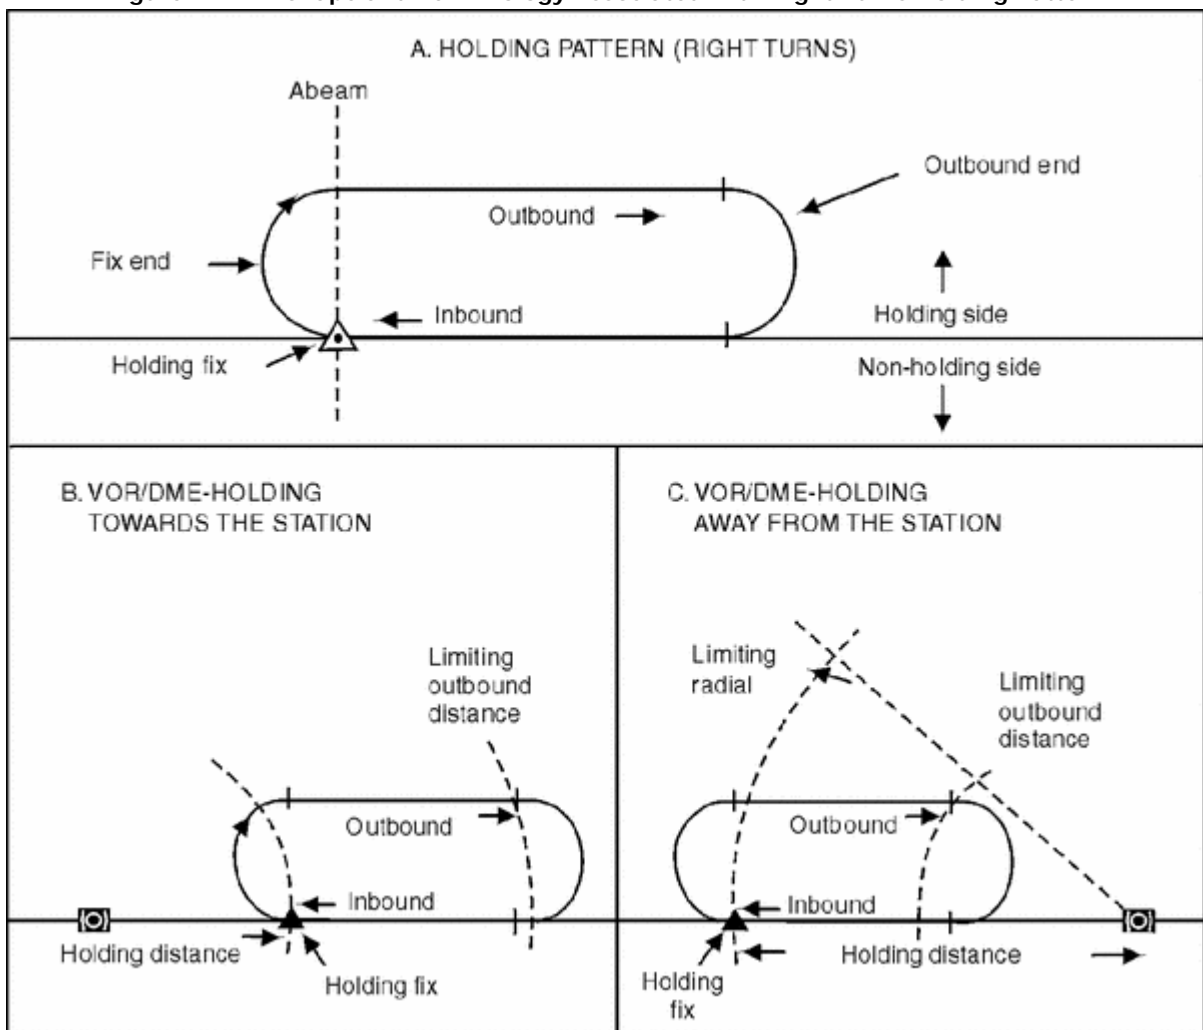 A. HOLDING PATTERN (RIGHT TURNS)
Abeam
Outbound end
Outbound
Fix end
Inbound
Holding side
Holding fix
Non-holding side
B. VOR/DME-HOLDING
TOWARDS THE STATION
Limiting
outbound
distance
Outbound
Inbound
Holding distance
Holding fix
C. VOR/DME-HOLDING
AWAY FROM THE STATION
Limiting
radial
Limiting
outbound
distance
Outbound
Inbound
Holding distance
Holding
fix